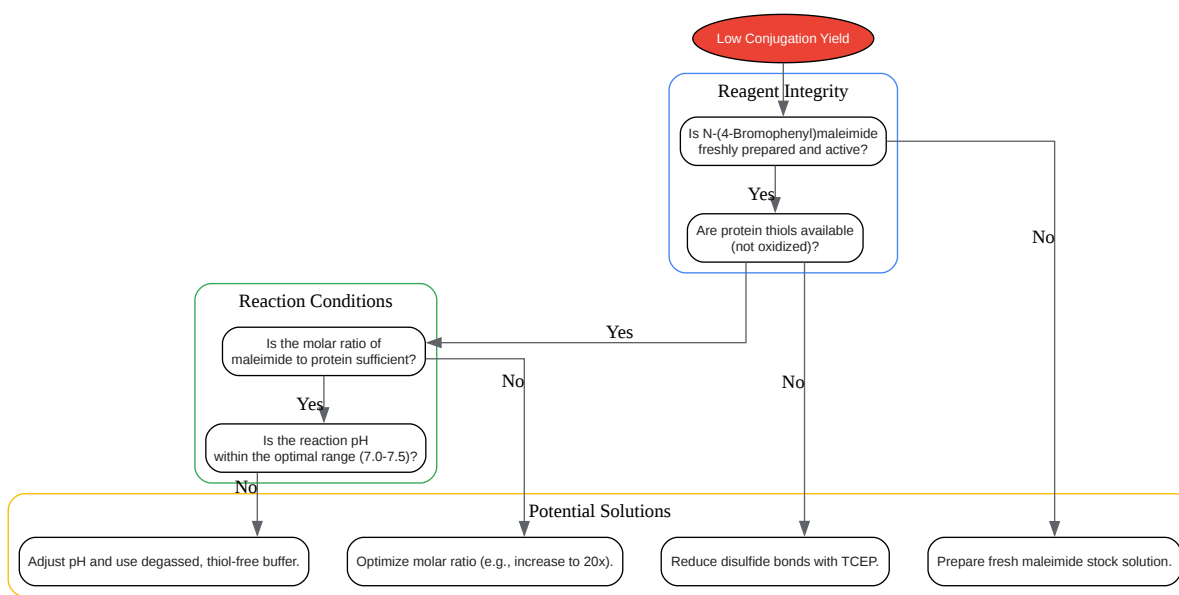 Low Conjugation Yield
Reagent Integrity
Is N-(4-Bromophenyl)maleimide
freshly prepared and active?
Yes
Are protein thiols available
(not oxidized)?
No
Reaction Conditions
Yes
Is the molar ratio of
maleimide to protein sufficient?
No
No
Yes
Is the reaction pH
within the optimal range (7.0-7.5)?
No
Potential Solutions
Adjust pH and use degassed, thiol-free buffer.
Optimize molar ratio (e.g., increase to 20x).
Reduce disulfide bonds with TCEP.
Prepare fresh maleimide stock solution.